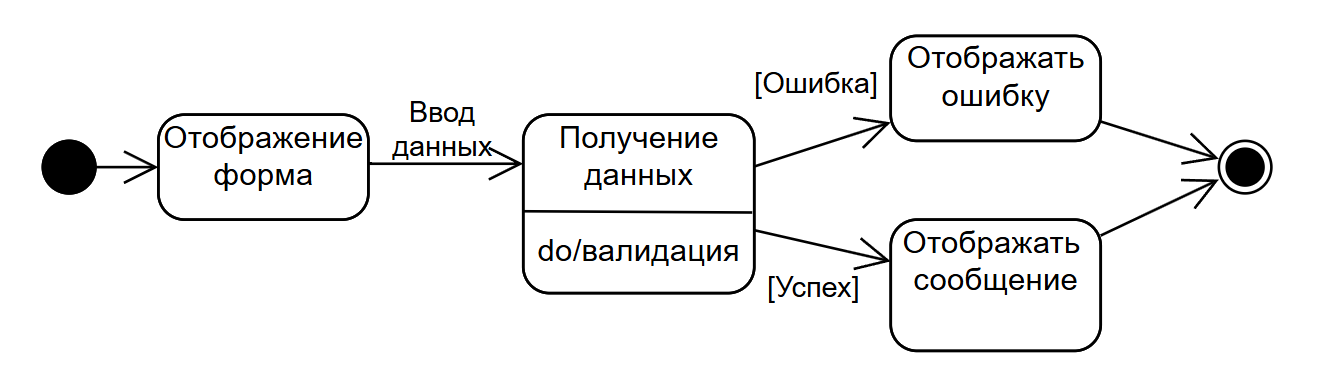 Отображение
форма
Ввод
данных
Получение
данных
do/валидация
[Ошибка]
Отображать
ошибку
[Успех]
Отображать
сообщение